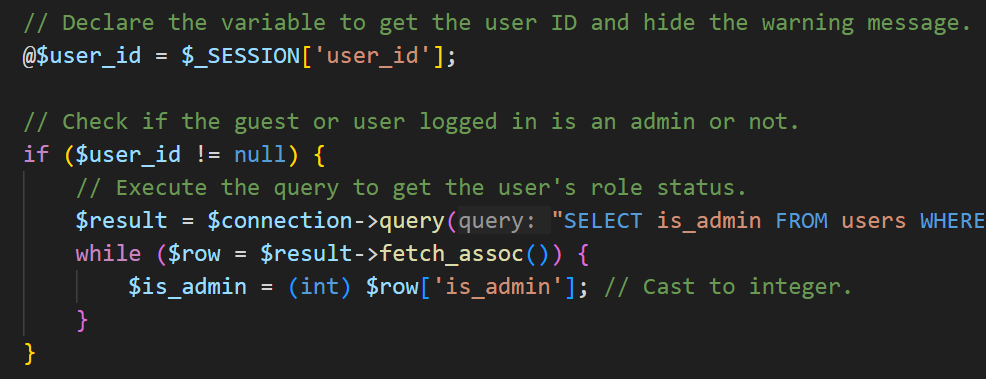 // Declare the variable to get the user ID and hide the warning message.
@$user_id = $_SESSION['user_id'];
// Check if the guest or user logged in is an admin or not.
if ($user_id != null) {
// Execute the query to get the user's role status.
$result = $connection->query(query: "SELECT is_admin FROM users WHERE
while ($row = $result->fetch_assoc()) {
$is_admin = (int) $row['is_admin']; // Cast to integer.
}
}